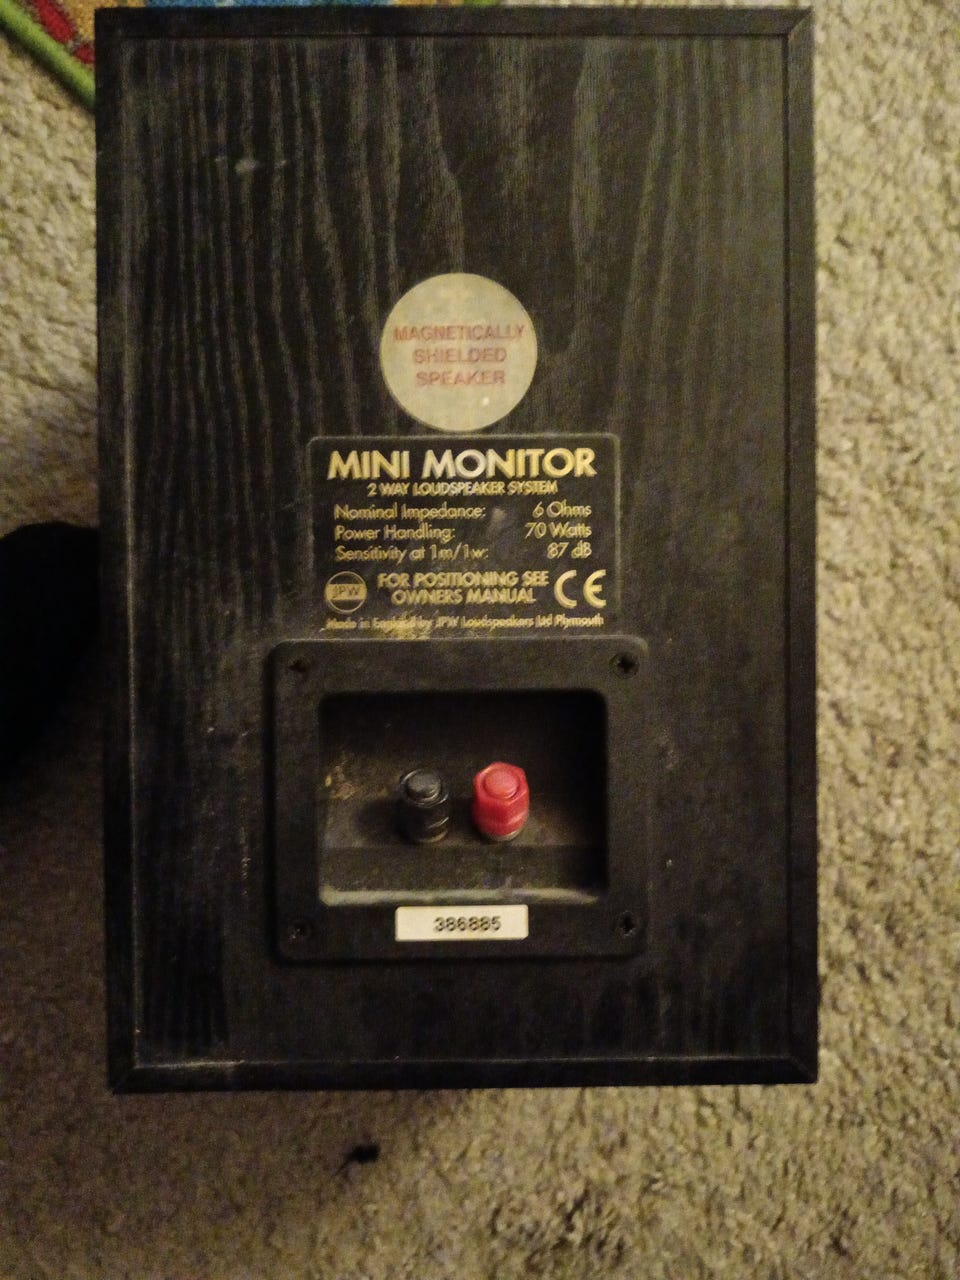 MAGNETICALLY
SHIELDED
SPEAKER
MINI MONITOR
2 WAY LOUDSPEAKER SYSTEM
Nominal Impedance: 6 Ohms
Power Handling: 70 Watts
Sensitivity at 1m/1w: 87 dB
JPW
FOR POSITIONING SEE
OWNERS MANUAL
CE
Made in England by JPW Loudspeakers Ltd Plymouth
386885